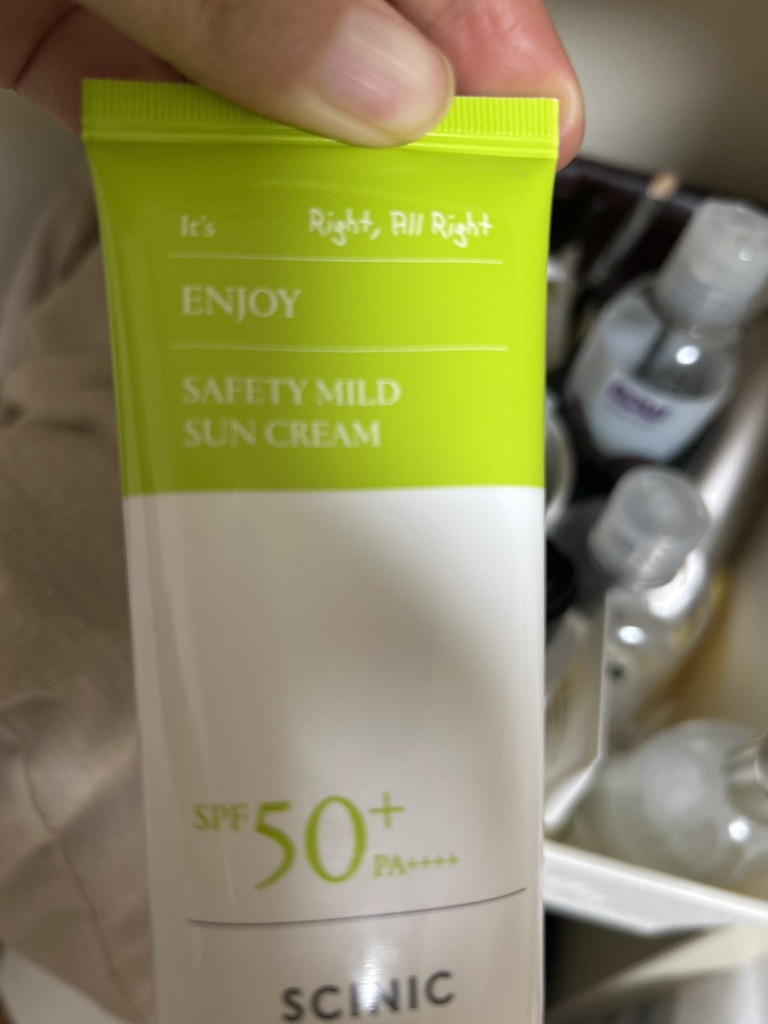 It's Right, All Right
ENJOY
SAFETY MILD
SUN CREAM
SPF 50+
PA++++
SCINIC